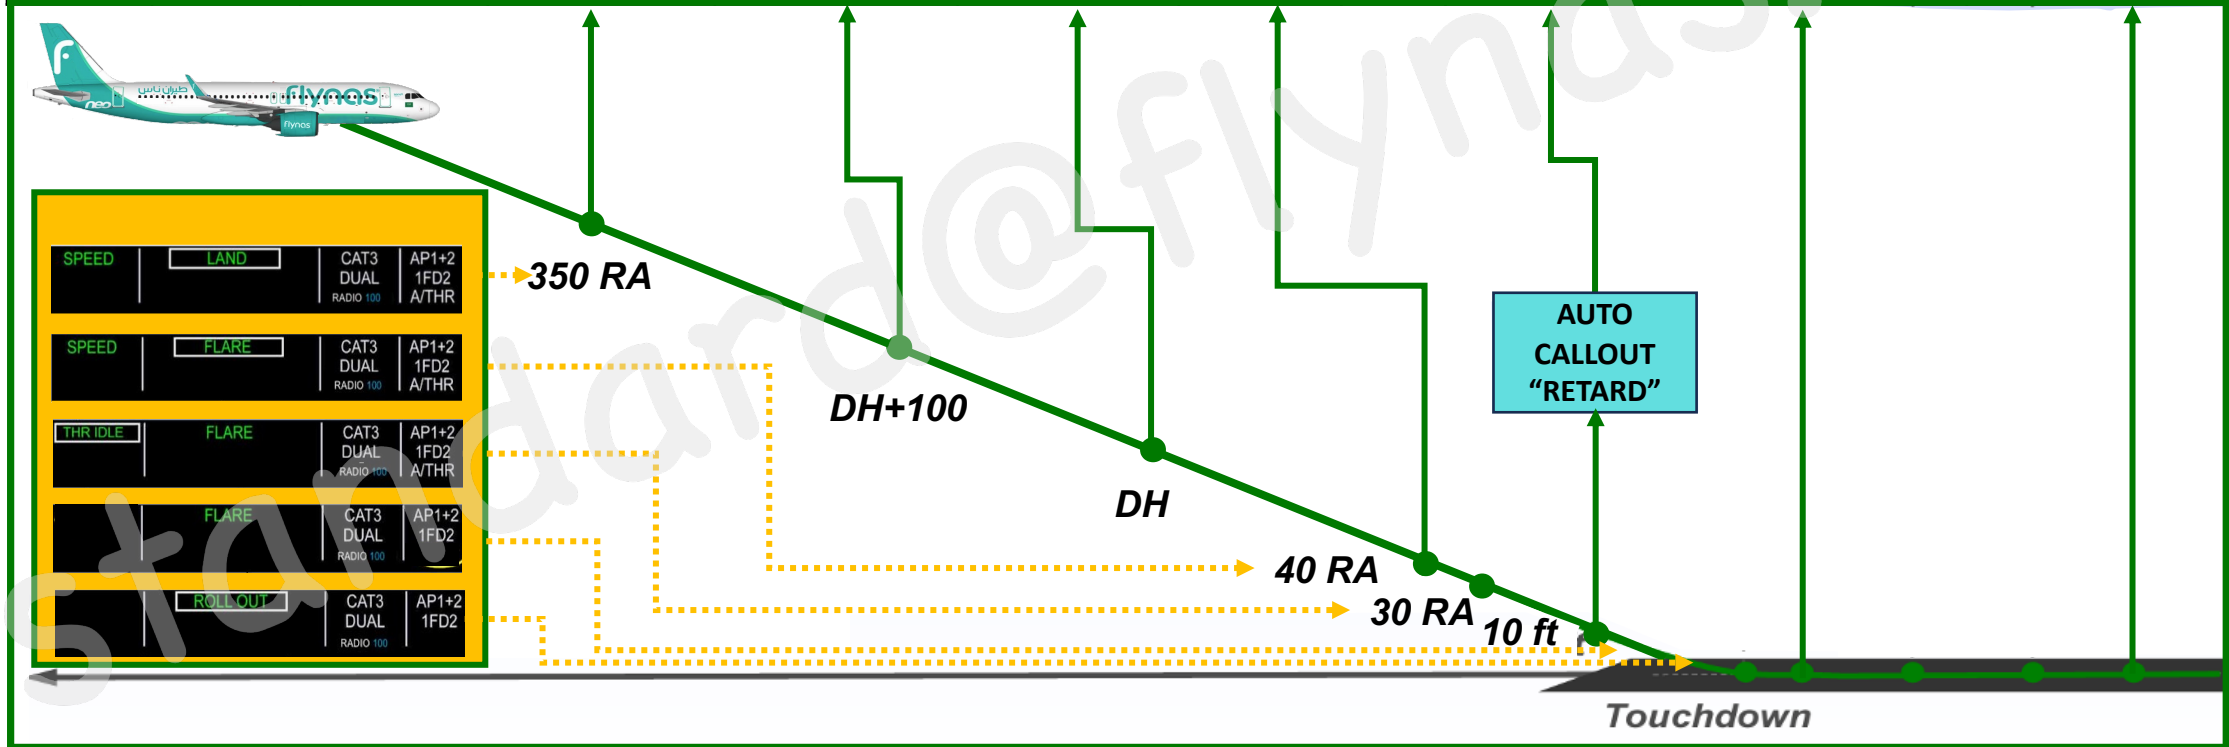 طيران ناس
flynas
neo
flynas
SPEED LAND CAT3 AP1+2
DUAL 1FD2
RADIO 100 A/THR
SPEED FLARE CAT3 AP1+2
DUAL 1FD2
RADIO 100 A/THR
THR IDLE FLARE CAT3 AP1+2
DUAL 1FD2
RADIO 100 A/THR
FLARE CAT3 AP1+2
DUAL 1FD2
RADIO 100
ROLL OUT CAT3 AP1+2
DUAL 1FD2
RADIO 100
350 RA
DH+100
DH
40 RA
30 RA
10 ft
AUTO
CALLOUT
“RETARD”
Touchdown
standard@flynas.